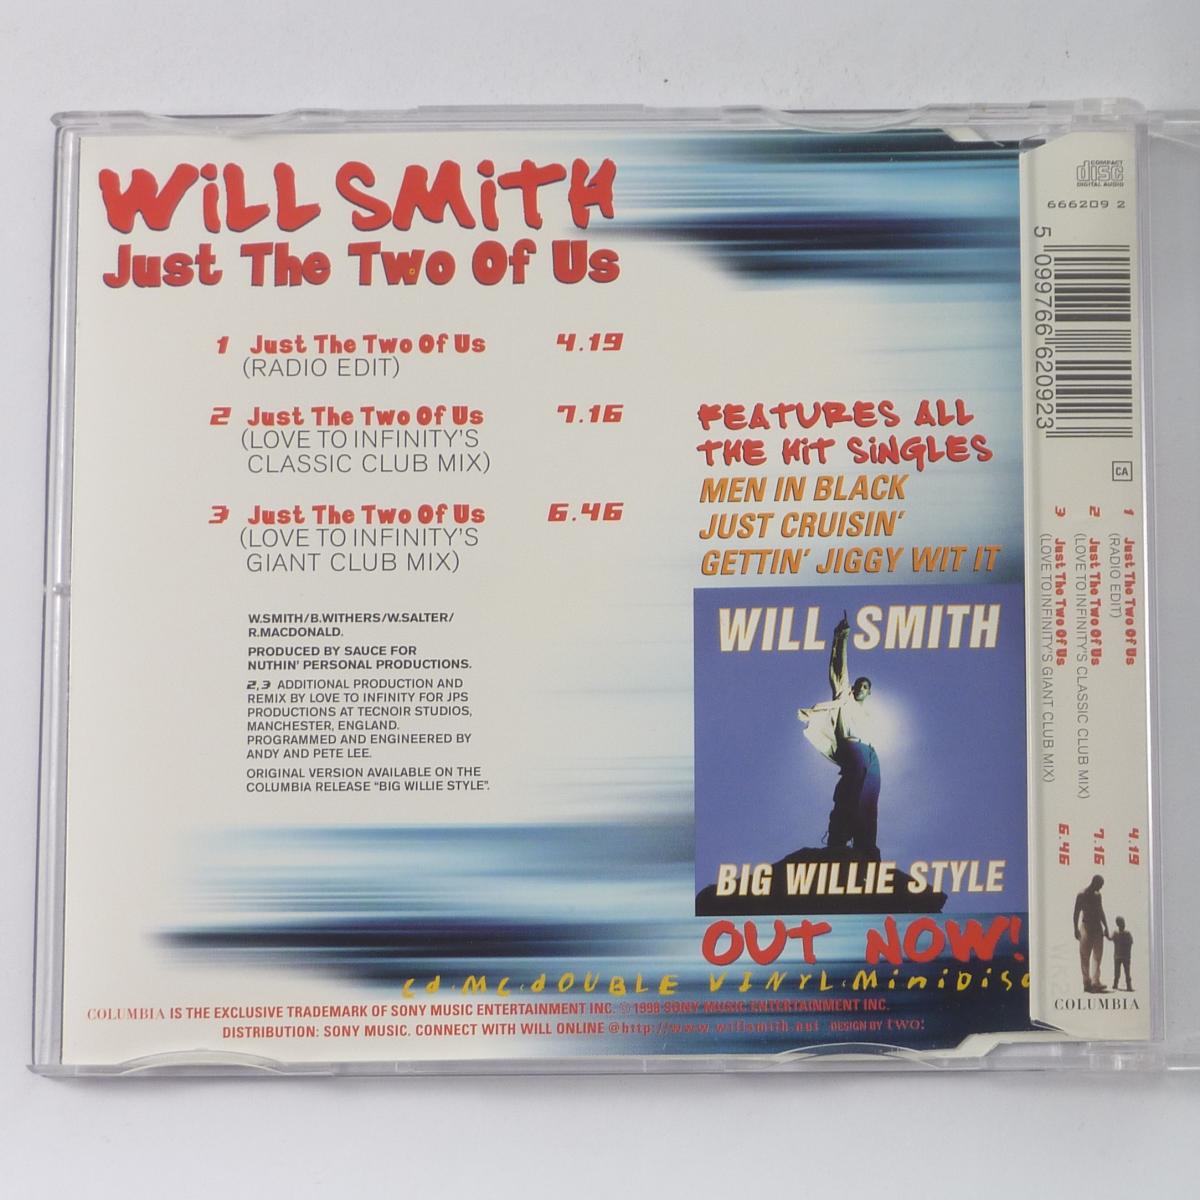 WiLL SMiTH
Just The Two Of Us
1 Just The Two Of Us 4.19
(RADIO EDIT)
2 Just The Two Of Us 7.16
(LOVE TO INFINITY'S
CLASSIC CLUB MIX)
3 Just The Two Of Us 6.46
(LOVE TO INFINITY'S
GIANT CLUB MIX)
W.SMITH/B.WITHERS/W.SALTER/
R.MACDONALD.
PRODUCED BY SAUCE FOR
NUTHIN' PERSONAL PRODUCTIONS.
2,3 ADDITIONAL PRODUCTION AND
REMIX BY LOVE TO INFINITY FOR JPS
PRODUCTIONS AT TECNOIR STUDIOS,
MANCHESTER, ENGLAND.
PROGRAMMED AND ENGINEERED BY
ANDY AND PETE LEE.
ORIGINAL VERSION AVAILABLE ON THE
COLUMBIA RELEASE "BIG WILLIE STYLE".
FEATURES ALL
THE HiT SiNGLES
MEN IN BLACK
JUST CRUISIN'
GETTIN' JIGGY WIT IT
WILL SMITH
BIG WILLIE STYLE
OUT NOW!
Cd.MC.dOUBLE VINYL.MiniDisc
COLUMBIA IS THE EXCLUSIVE TRADEMARK OF SONY MUSIC ENTERTAINMENT INC. ℗ 1998 SONY MUSIC ENTERTAINMENT INC.
DISTRIBUTION: SONY MUSIC. CONNECT WITH WILL ONLINE @http://www.willsmith.net DESIGN BY two:
COMPACT
disc
DIGITAL AUDIO
666209 2
5 099766 620923
CA
1 Just The Two Of Us 4.19
(RADIO EDIT)
2 Just The Two Of Us 7.16
(LOVE TO INFINITY'S CLASSIC CLUB MIX)
3 Just The Two Of Us 6.46
(LOVE TO INFINITY'S GIANT CLUB MIX)
COLUMBIA